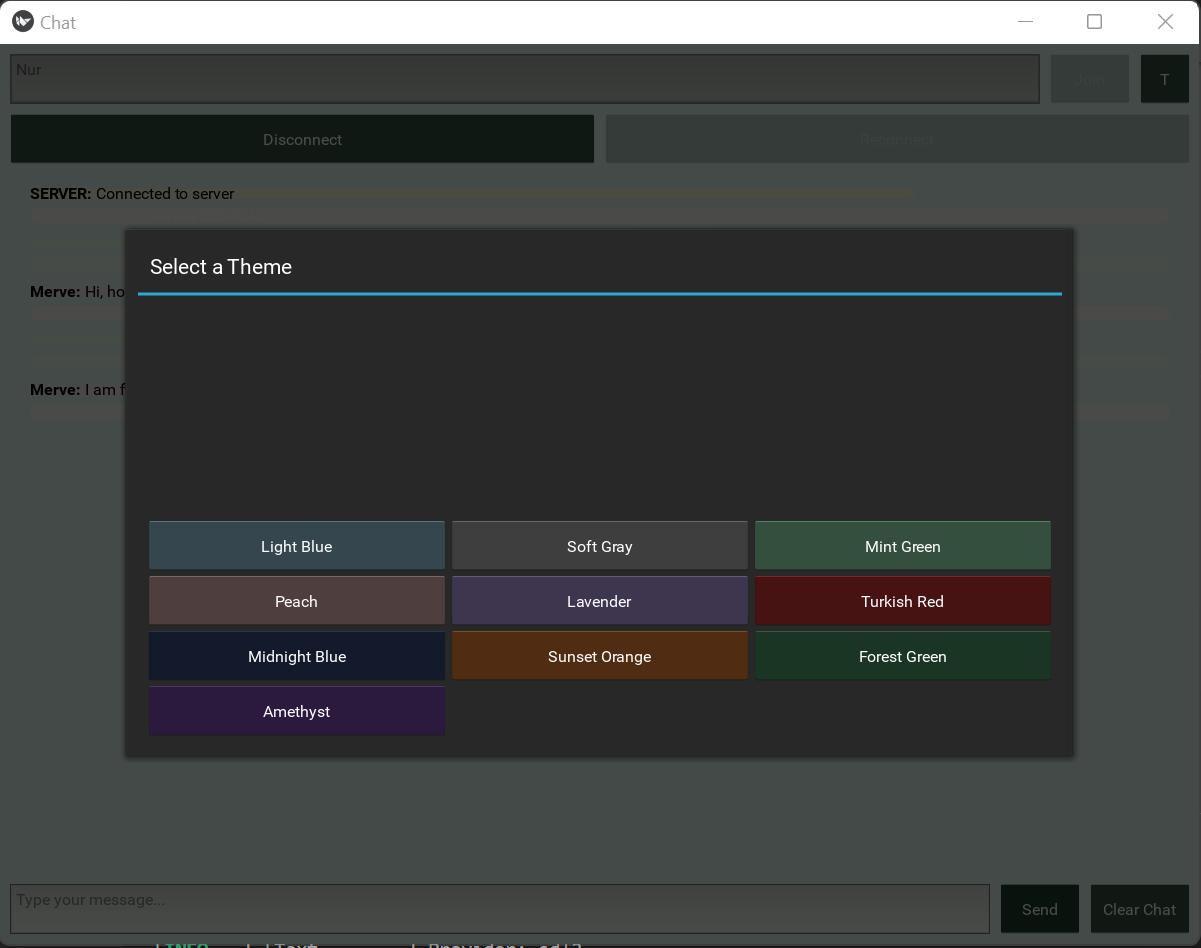 Chat
Nur
Join T
Disconnect Reconnect
SERVER: Connected to server
Merve: Hi, ho
Merve: I am f
Select a Theme
Light Blue Soft Gray Mint Green
Peach Lavender Turkish Red
Midnight Blue Sunset Orange Forest Green
Amethyst
Type your message...
Send Clear Chat